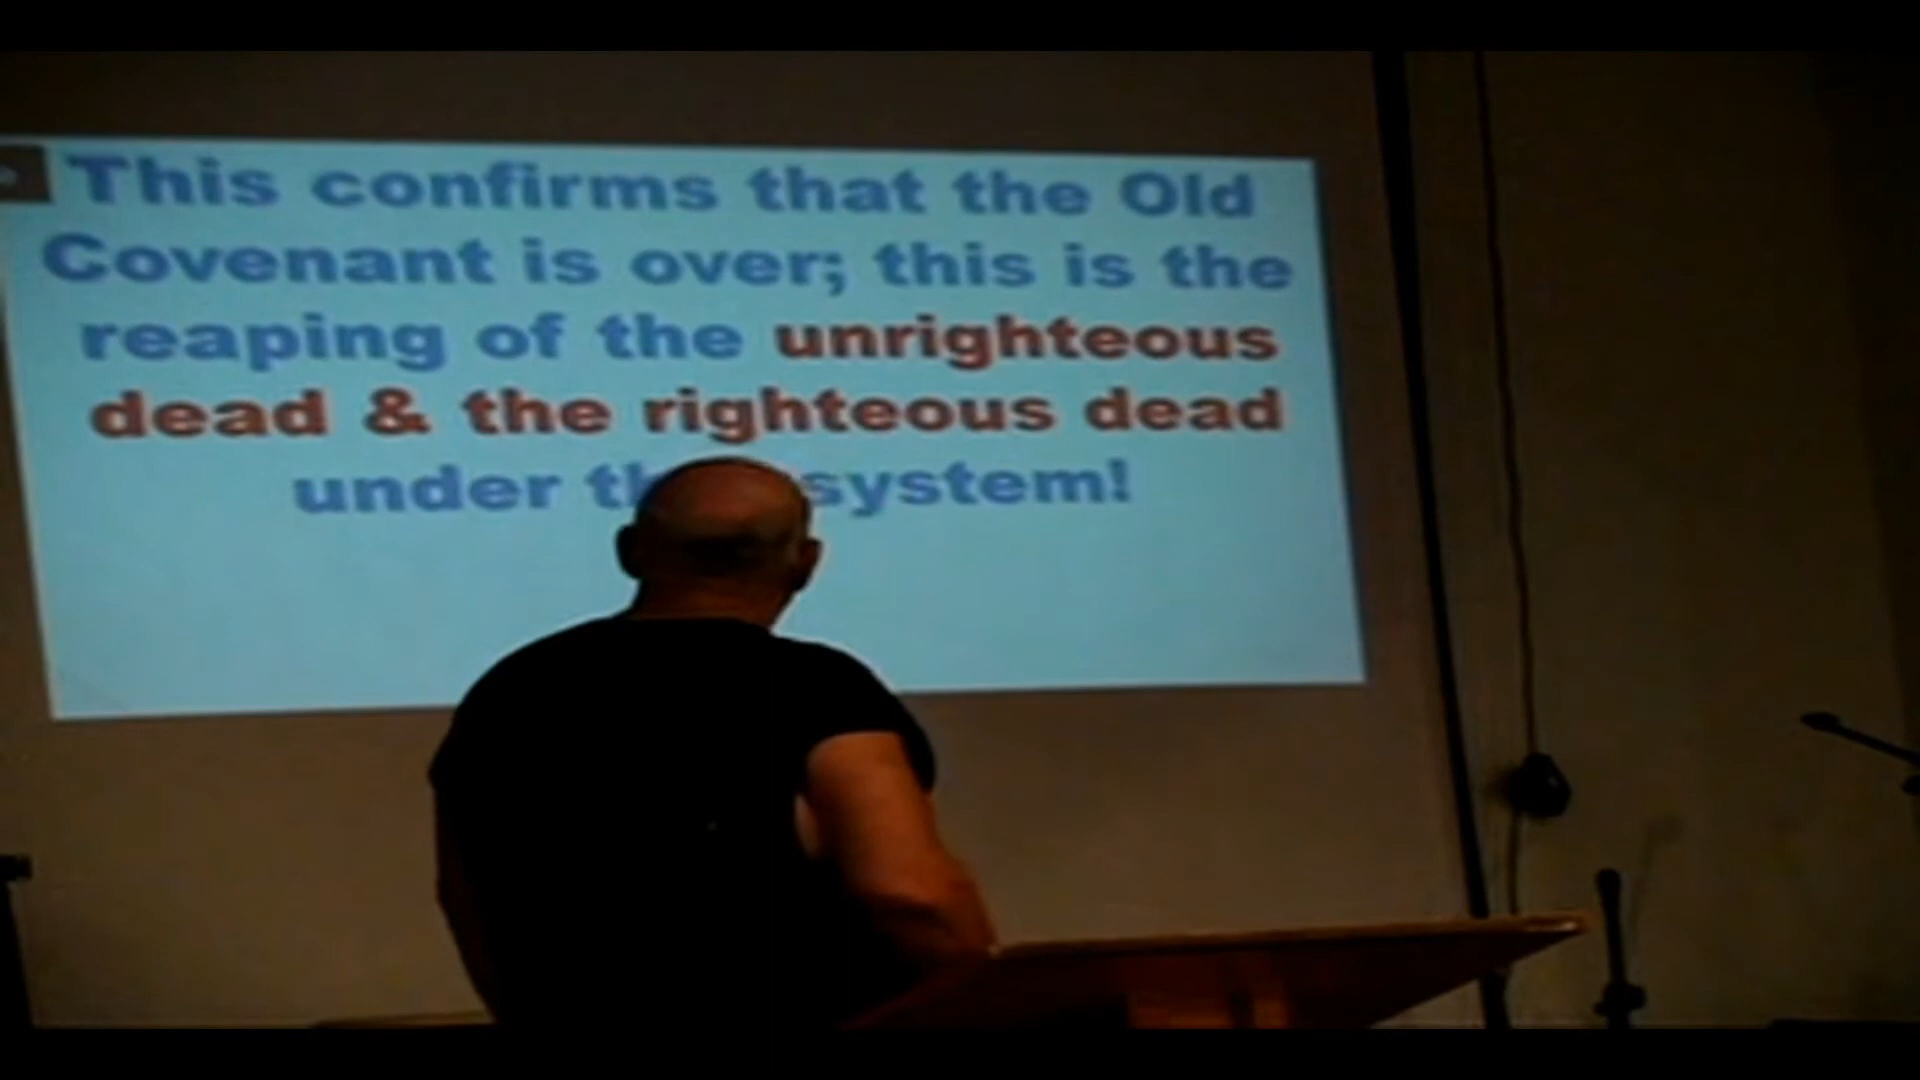 This confirms that the Old
Covenant is over; this is the
reaping of the unrighteous
dead & the righteous dead
under system!